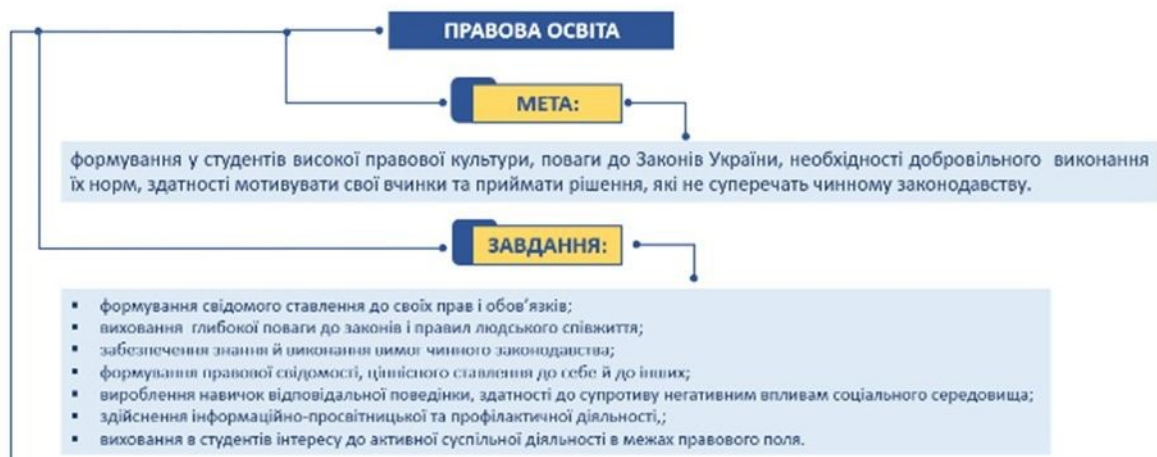 ПРАВОВА ОСВІТА
МЕТА:
формування у студентів високої правової культури, поваги до Законів України, необхідності добровільного виконання
їх норм, здатності мотивувати свої вчинки та приймати рішення, які не суперечать чинному законодавству.
ЗАВДАННЯ:
▪ формування свідомого ставлення до своїх прав і обов’язків;
▪ виховання глибокої поваги до законів і правил людського співжиття;
▪ забезпечення знання й виконання вимог чинного законодавства;
▪ формування правової свідомості, ціннісного ставлення до себе й до інших;
▪ вироблення навичок відповідальної поведінки, здатності до супротиву негативним впливам соціального середовища;
▪ здійснення інформаційно-просвітницької та профілактичної діяльності,;
▪ виховання в студентів інтересу до активної суспільної діяльності в межах правового поля.